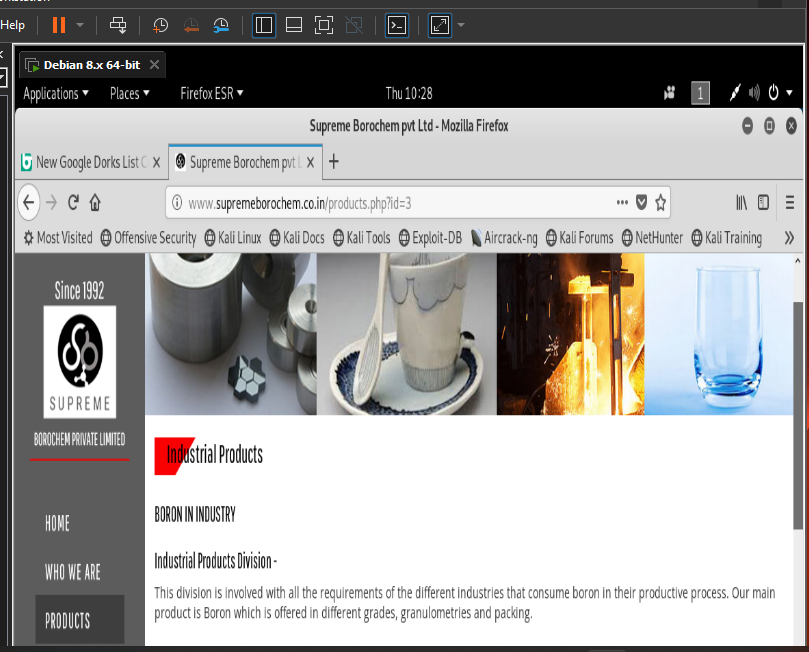 Help
Debian 8.x 64-bit
Applications Places Firefox ESR Thu 10:28 1
Supreme Borochem pvt Ltd - Mozilla Firefox
New Google Dorks List C Supreme Borochem pvt L
www.supremeborochem.co.in/products.php?id=3
Most Visited Offensive Security Kali Linux Kali Docs Kali Tools Exploit-DB Aircrack-ng Kali Forums NetHunter Kali Training
Since 1992
SUPREME
BOROCHEM PRIVATE LIMITED
HOME
WHO WE ARE
PRODUCTS
Industrial Products
BORON IN INDUSTRY
Industrial Products Division -
This division is involved with all the requirements of the different industries that consume boron in their productive process. Our main
product is Boron which is offered in different grades, granulometries and packing.